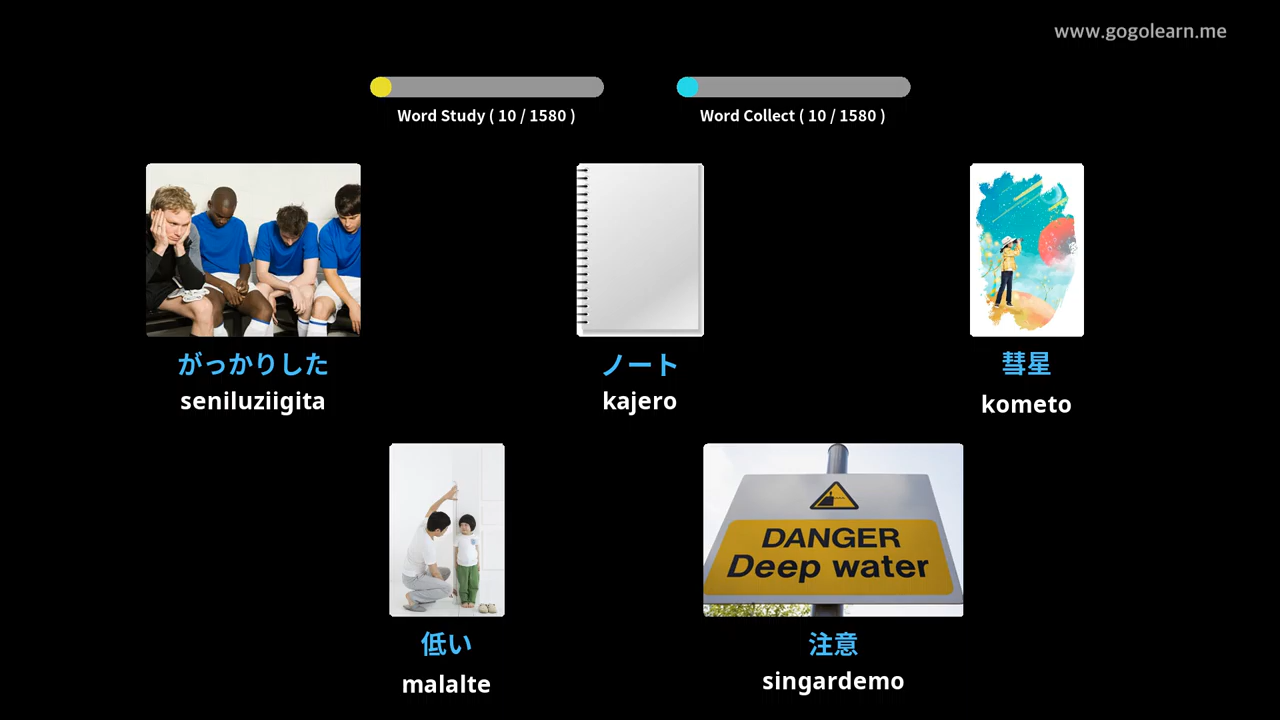 www.gogolearn.me
Word Study ( 10 / 1580 )
Word Collect ( 10 / 1580 )
がっかりした
seniluziigita
ノート
kajero
彗星
kometo
DANGER
Deep water
低い
malalte
注意
singardemo